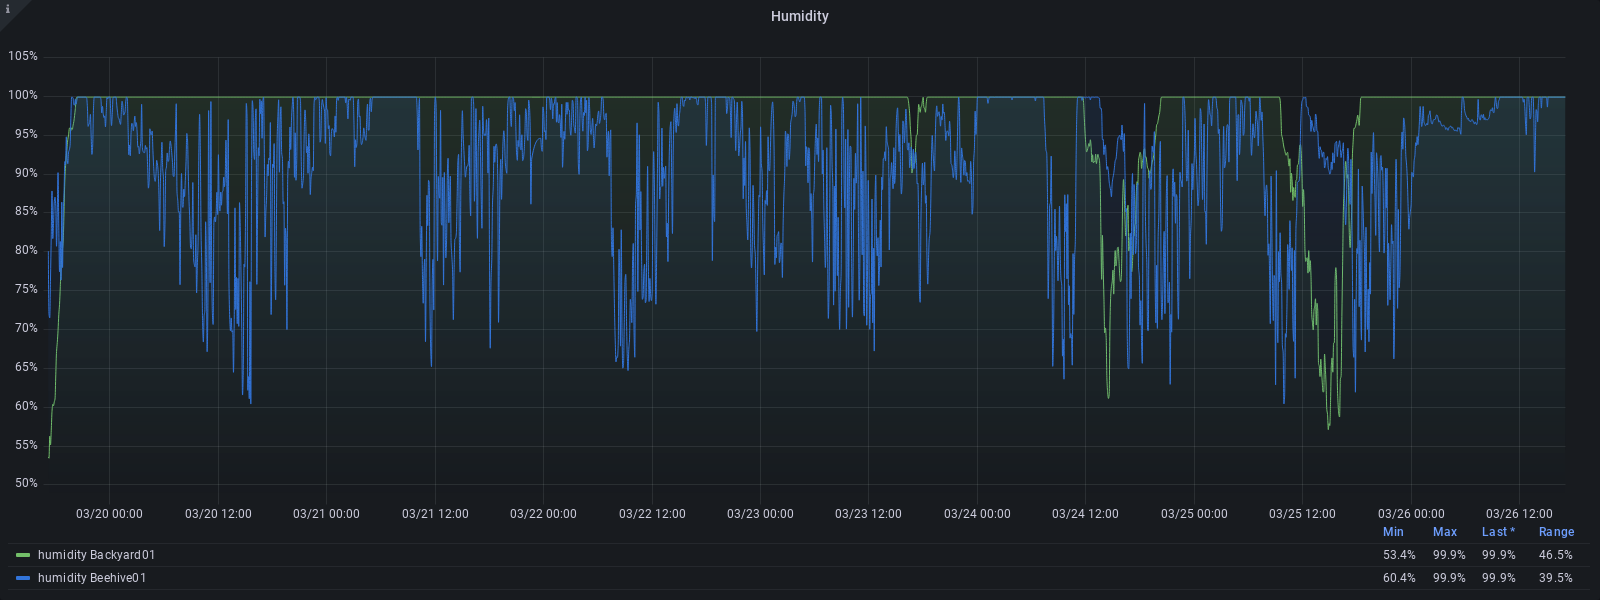 i
Humidity
105%
100%
95%
90%
85%
80%
75%
70%
65%
60%
55%
50%
03/20 00:00 03/20 12:00 03/21 00:00 03/21 12:00 03/22 00:00 03/22 12:00 03/23 00:00 03/23 12:00 03/24 00:00 03/24 12:00 03/25 00:00 03/25 12:00 03/26 00:00 03/26 12:00
Min Max Last * Range
humidity Backyard01 53.4% 99.9% 99.9% 46.5%
humidity Beehive01 60.4% 99.9% 99.9% 39.5%